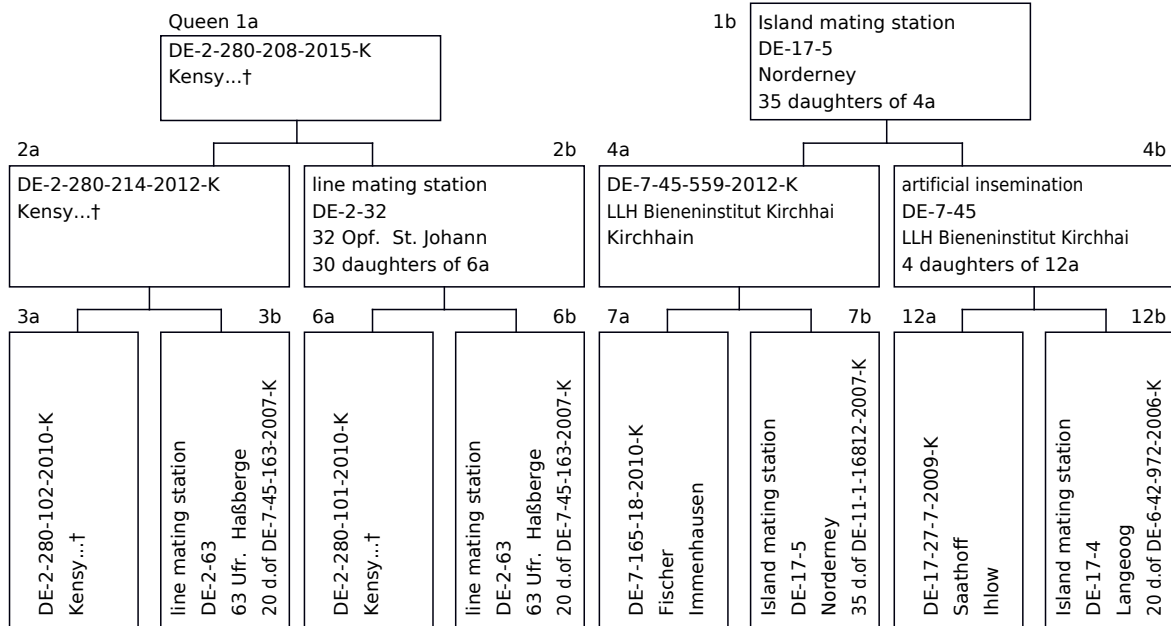 Queen 1a
DE-2-280-208-2015-K
Kensy...†
1b
Island mating station
DE-17-5
Norderney
35 daughters of 4a
2a
DE-2-280-214-2012-K
Kensy...†
2b
line mating station
DE-2-32
32 Opf. St. Johann
30 daughters of 6a
4a
DE-7-45-559-2012-K
LLH Bieneninstitut Kirchhai
Kirchhain
4b
artificial insemination
DE-7-45
LLH Bieneninstitut Kirchhai
4 daughters of 12a
3a
DE-2-280-102-2010-K
Kensy...†
3b
line mating station
DE-2-63
63 Ufr. Haßberge
20 d.of DE-7-45-163-2007-K
6a
DE-2-280-101-2010-K
Kensy...†
6b
line mating station
DE-2-63
63 Ufr. Haßberge
20 d.of DE-7-45-163-2007-K
7a
DE-7-165-18-2010-K
Fischer
Immenhausen
7b
Island mating station
DE-17-5
Norderney
35 d.of DE-11-1-16812-2007-K
12a
DE-17-27-7-2009-K
Saathoff
Ihlow
12b
Island mating station
DE-17-4
Langeoog
20 d.of DE-6-42-972-2006-K